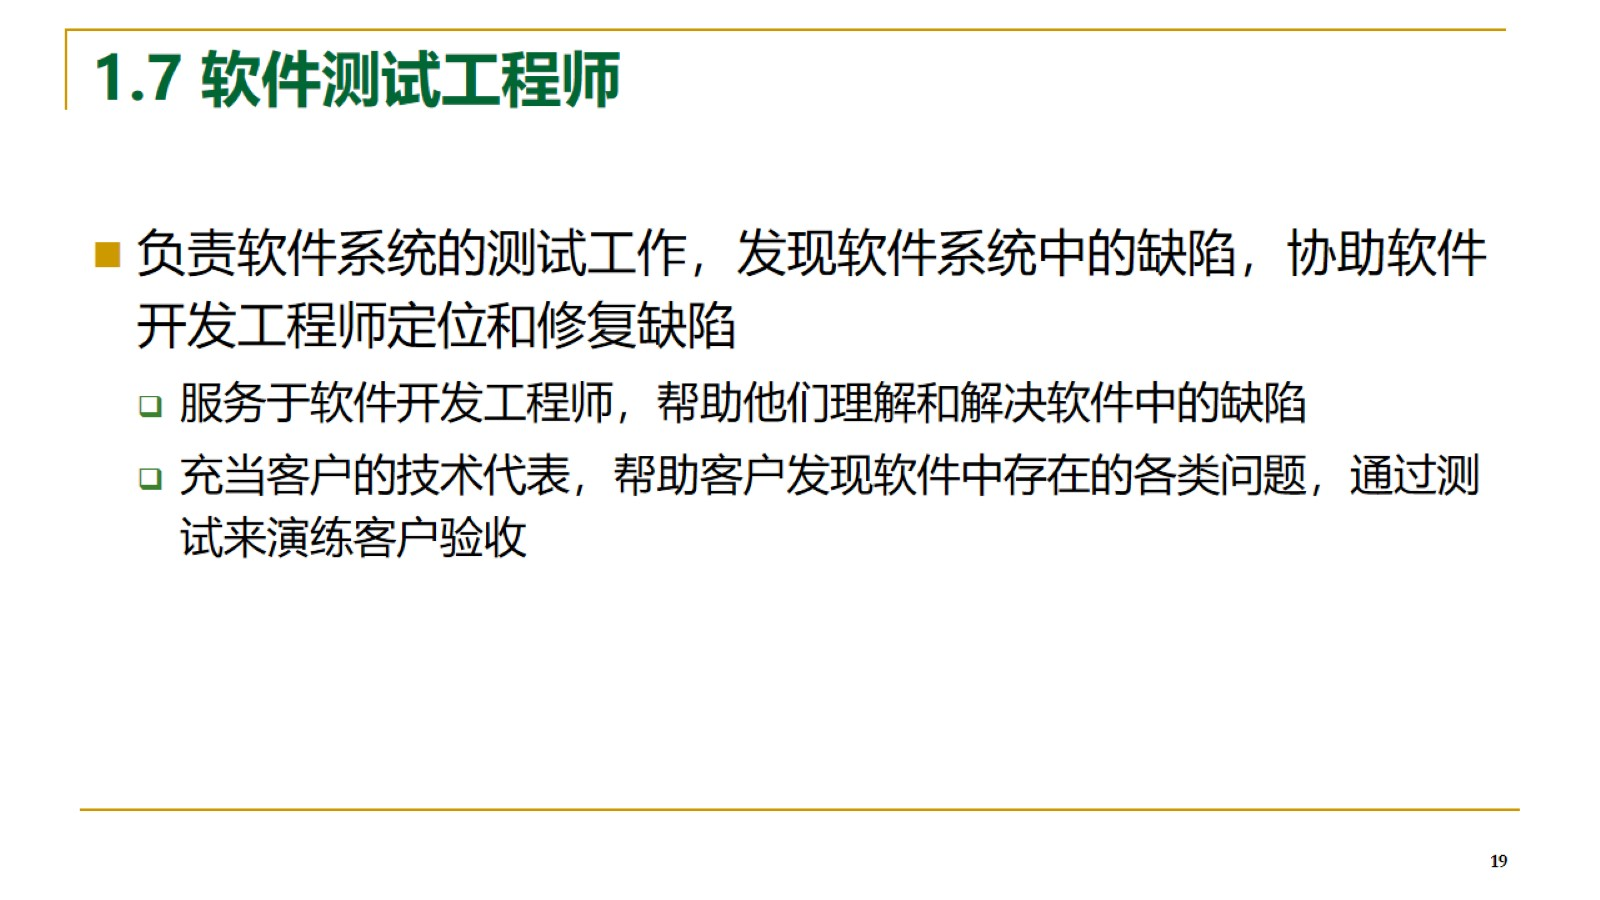 1.7 软件测试工程师
负责软件系统的测试工作，发现软件系统中的缺陷，协助软件
开发工程师定位和修复缺陷
服务于软件开发工程师，帮助他们理解和解决软件中的缺陷
充当客户的技术代表，帮助客户发现软件中存在的各类问题，通过测
试来演练客户验收
19